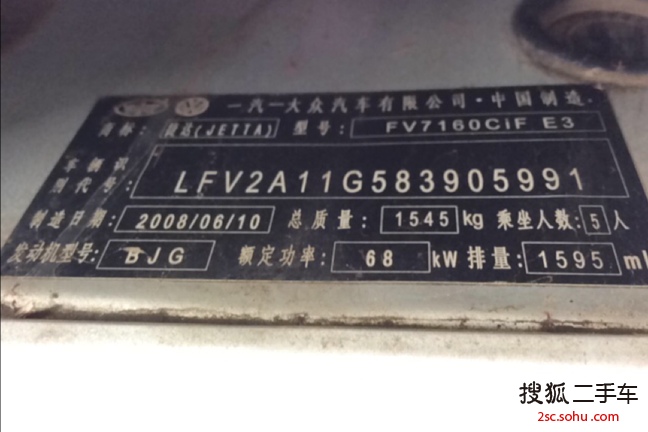 一汽一大众汽车有限公司·中国制造
商标: 捷达(JETTA) 型号: FV7160CiF E3
车辆识
别代号: LFV2A11G583905991
制造日期: 2008/06/10 总质量: 1545 kg 乘坐人数: 5 人
发动机型号: BJG 额定功率: 68 kW 排量: 1595 ml
搜狐二手车
2sc.sohu.com